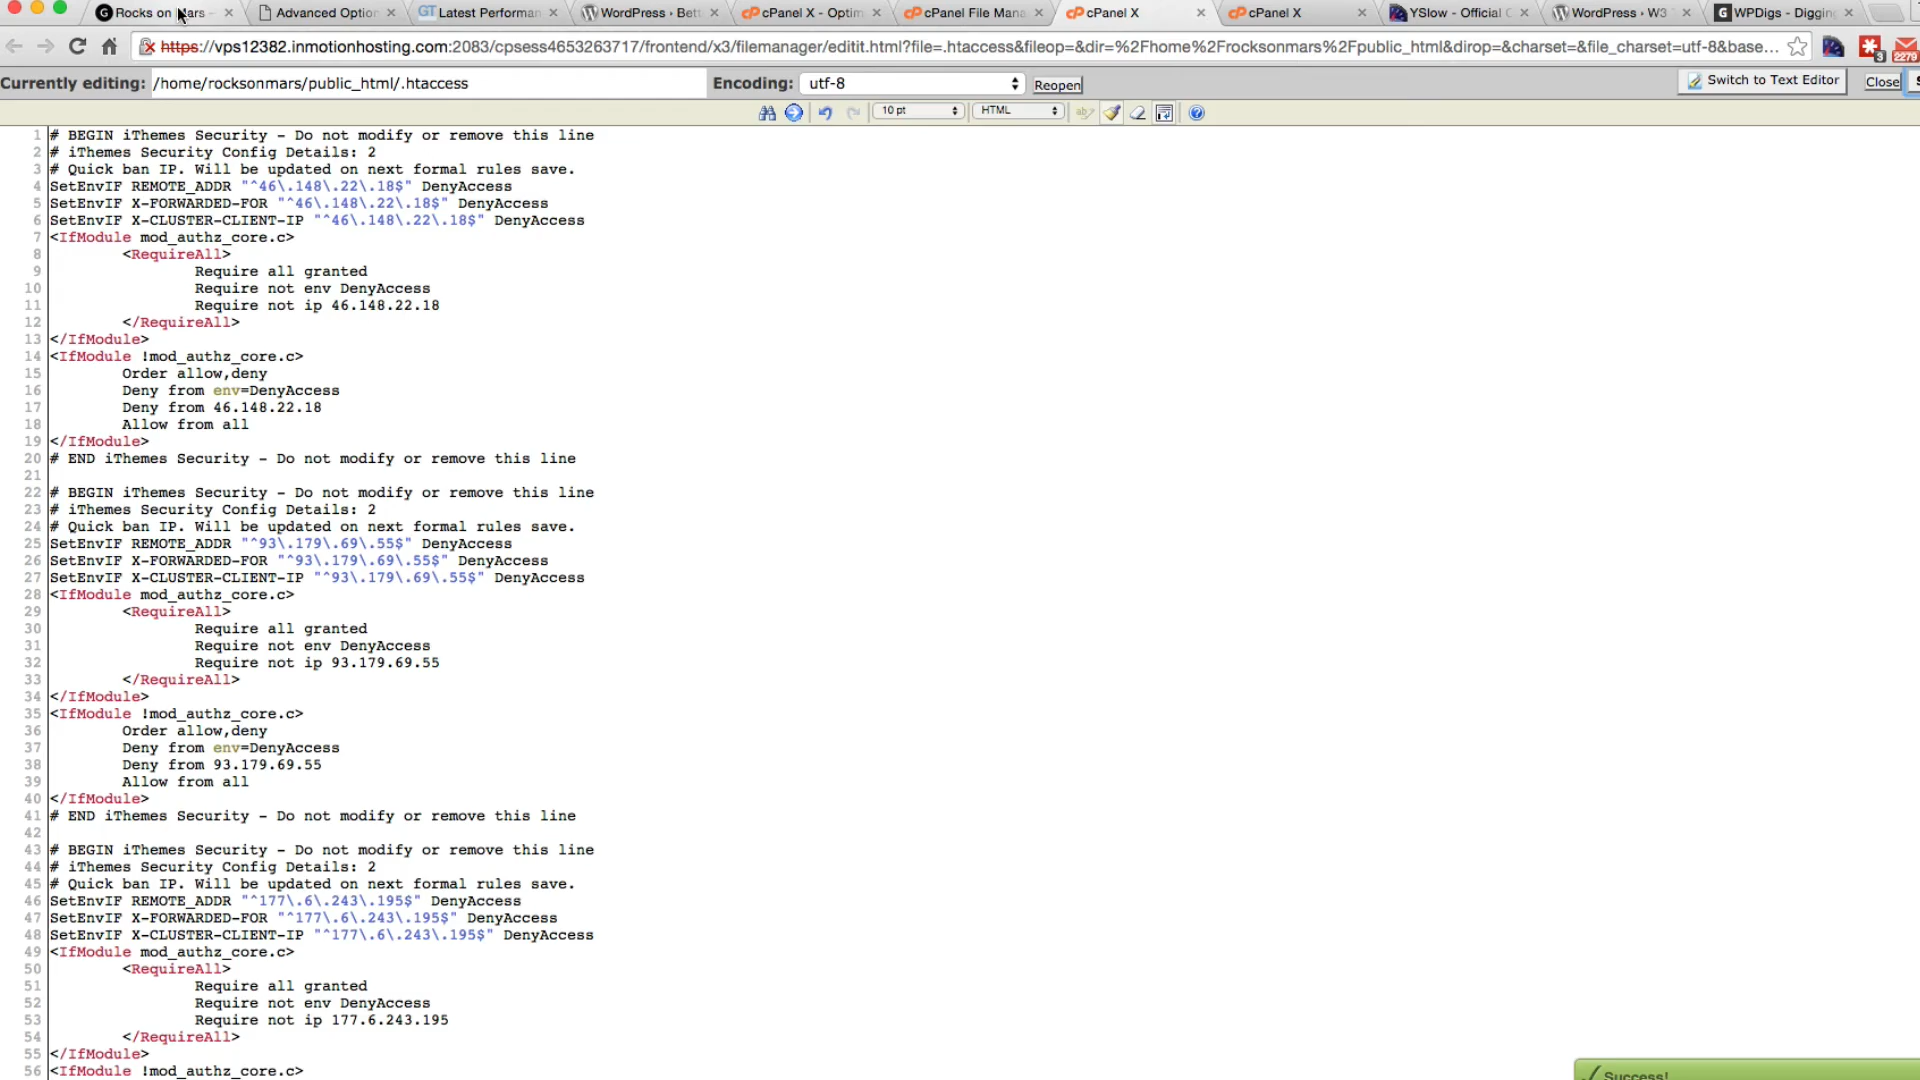 Rocks on Mars - Advanced Option Latest Performan WordPress › Bett cPanel X - Optim cPanel File Mana cPanel X cPanel X YSlow - Official C WordPress › W3 T WPDigs - Digging
https://vps12382.inmotionhosting.com:2083/cpsess4653263717/frontend/x3/filemanager/editit.html?file=.htaccess&fileop=&dir=%2Fhome%2Frocksonmars%2Fpublic_html&dirop=&charset=&file_charset=utf-8&base... 3 2279
Currently editing: /home/rocksonmars/public_html/.htaccess Encoding: utf-8 Reopen Switch to Text Editor Close
10 pt HTML
1 # BEGIN iThemes Security - Do not modify or remove this line
2 # iThemes Security Config Details: 2
3 # Quick ban IP. Will be updated on next formal rules save.
4 SetEnvIF REMOTE_ADDR "^46\.148\.22\.18$" DenyAccess
5 SetEnvIF X-FORWARDED-FOR "^46\.148\.22\.18$" DenyAccess
6 SetEnvIF X-CLUSTER-CLIENT-IP "^46\.148\.22\.18$" DenyAccess
7 <IfModule mod_authz_core.c>
8 <RequireAll>
9 Require all granted
10 Require not env DenyAccess
11 Require not ip 46.148.22.18
12 </RequireAll>
13 </IfModule>
14 <IfModule !mod_authz_core.c>
15 Order allow,deny
16 Deny from env=DenyAccess
17 Deny from 46.148.22.18
18 Allow from all
19 </IfModule>
20 # END iThemes Security - Do not modify or remove this line
21
22 # BEGIN iThemes Security - Do not modify or remove this line
23 # iThemes Security Config Details: 2
24 # Quick ban IP. Will be updated on next formal rules save.
25 SetEnvIF REMOTE_ADDR "^93\.179\.69\.55$" DenyAccess
26 SetEnvIF X-FORWARDED-FOR "^93\.179\.69\.55$" DenyAccess
27 SetEnvIF X-CLUSTER-CLIENT-IP "^93\.179\.69\.55$" DenyAccess
28 <IfModule mod_authz_core.c>
29 <RequireAll>
30 Require all granted
31 Require not env DenyAccess
32 Require not ip 93.179.69.55
33 </RequireAll>
34 </IfModule>
35 <IfModule !mod_authz_core.c>
36 Order allow,deny
37 Deny from env=DenyAccess
38 Deny from 93.179.69.55
39 Allow from all
40 </IfModule>
41 # END iThemes Security - Do not modify or remove this line
42
43 # BEGIN iThemes Security - Do not modify or remove this line
44 # iThemes Security Config Details: 2
45 # Quick ban IP. Will be updated on next formal rules save.
46 SetEnvIF REMOTE_ADDR "^177\.6\.243\.195$" DenyAccess
47 SetEnvIF X-FORWARDED-FOR "^177\.6\.243\.195$" DenyAccess
48 SetEnvIF X-CLUSTER-CLIENT-IP "^177\.6\.243\.195$" DenyAccess
49 <IfModule mod_authz_core.c>
50 <RequireAll>
51 Require all granted
52 Require not env DenyAccess
53 Require not ip 177.6.243.195
54 </RequireAll>
55 </IfModule>
56 <IfModule !mod_authz_core.c>
Success!